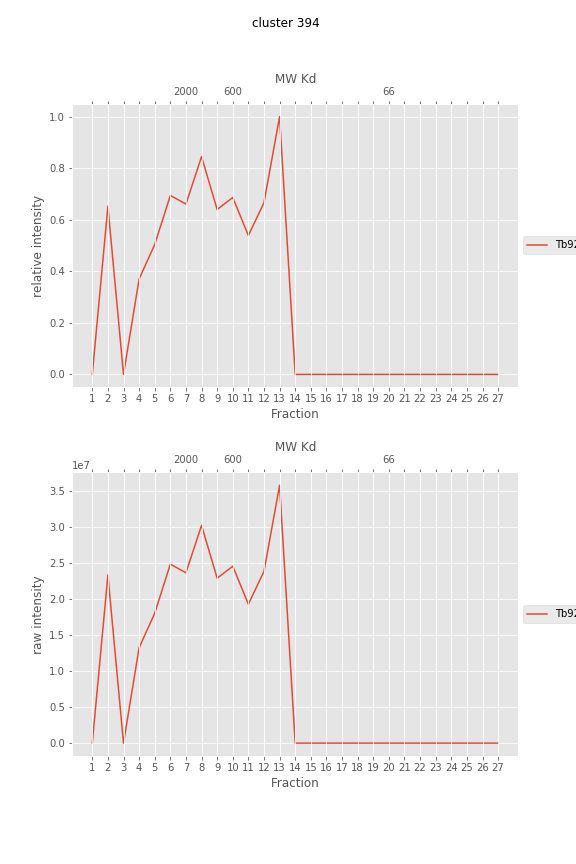 cluster 394
MW Kd
2000 600 66
1.0
0.8
0.6
0.4
0.2
0.0
relative intensity
Tb92
1 2 3 4 5 6 7 8 9 10 11 12 13 14 15 16 17 18 19 20 21 22 23 24 25 26 27
Fraction
MW Kd
2000 600 66
1e7
3.5
3.0
2.5
2.0
1.5
1.0
0.5
0.0
raw intensity
Tb92
1 2 3 4 5 6 7 8 9 10 11 12 13 14 15 16 17 18 19 20 21 22 23 24 25 26 27
Fraction